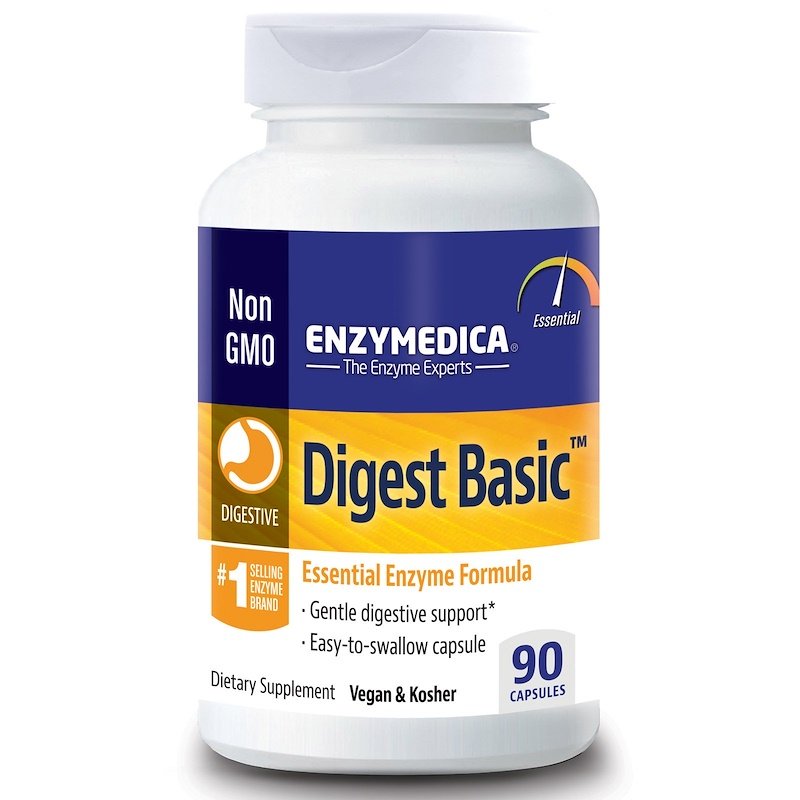 Non
GMO
Essential
ENZYMEDICA®
The Enzyme Experts
DIGESTIVE
Digest Basic™
#1 SELLING
ENZYME
BRAND
Essential Enzyme Formula
· Gentle digestive support*
· Easy-to-swallow capsule
Dietary Supplement Vegan & Kosher
90
CAPSULES